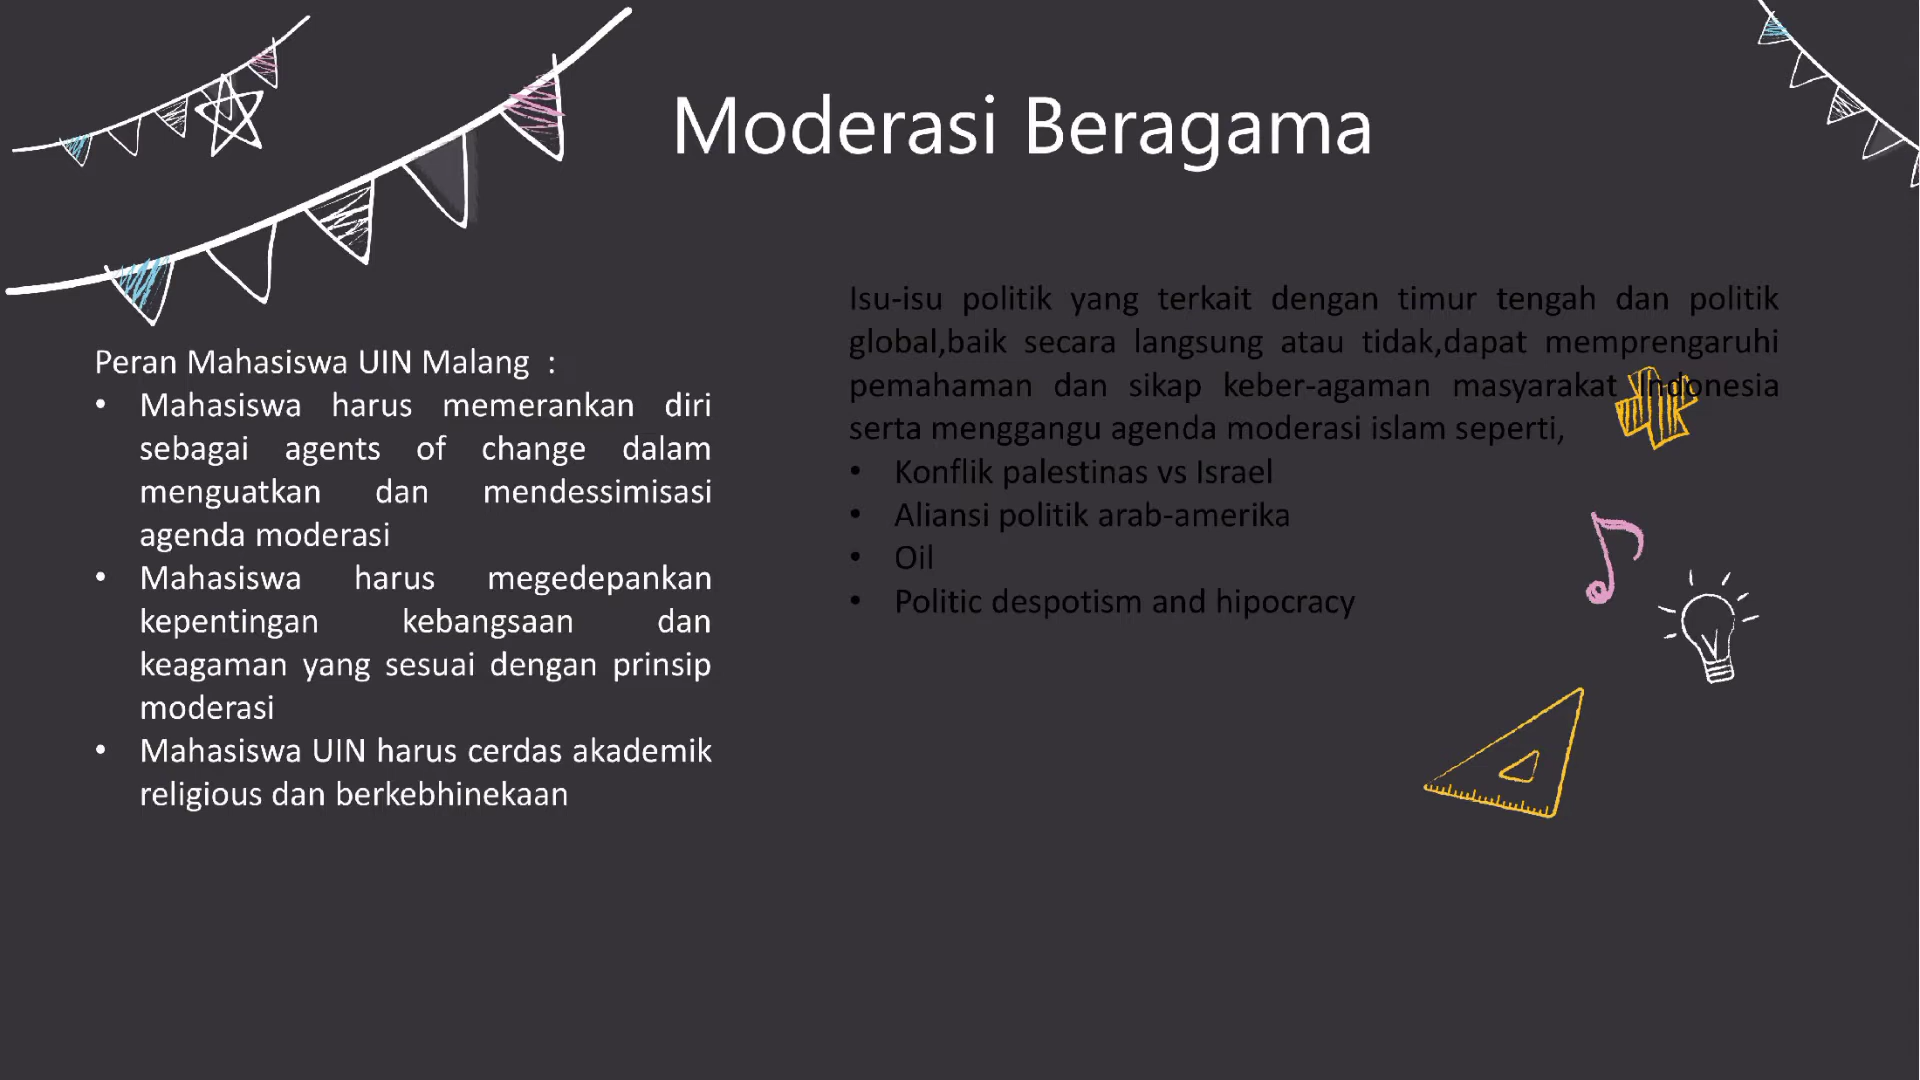 Moderasi Beragama
Peran Mahasiswa UIN Malang  :
• Mahasiswa harus memerankan diri
sebagai agents of change dalam
menguatkan dan mendessimisasi
agenda moderasi
• Mahasiswa harus megedepankan
kepentingan kebangsaan dan
keagaman yang sesuai dengan prinsip
moderasi
• Mahasiswa UIN harus cerdas akademik
religious dan berkebhinekaan
Isu-isu politik yang terkait dengan timur tengah dan politik
global,baik secara langsung atau tidak,dapat memprengaruhi
pemahaman dan sikap keber-agaman masyarakat Indonesia
serta menggangu agenda moderasi islam seperti,
• Konflik palestinas vs Israel
• Aliansi politik arab-amerika
• Oil
• Politic despotism and hipocracy